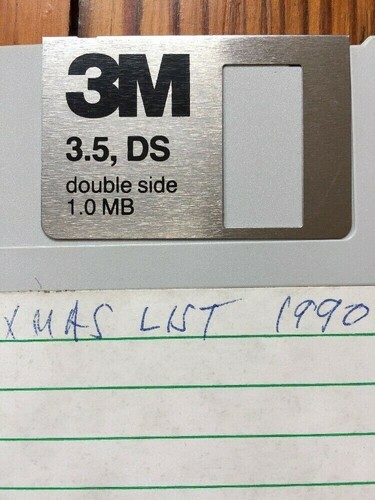 3M
3.5, DS
double side
1.0 MB
XMAS LIST 1990